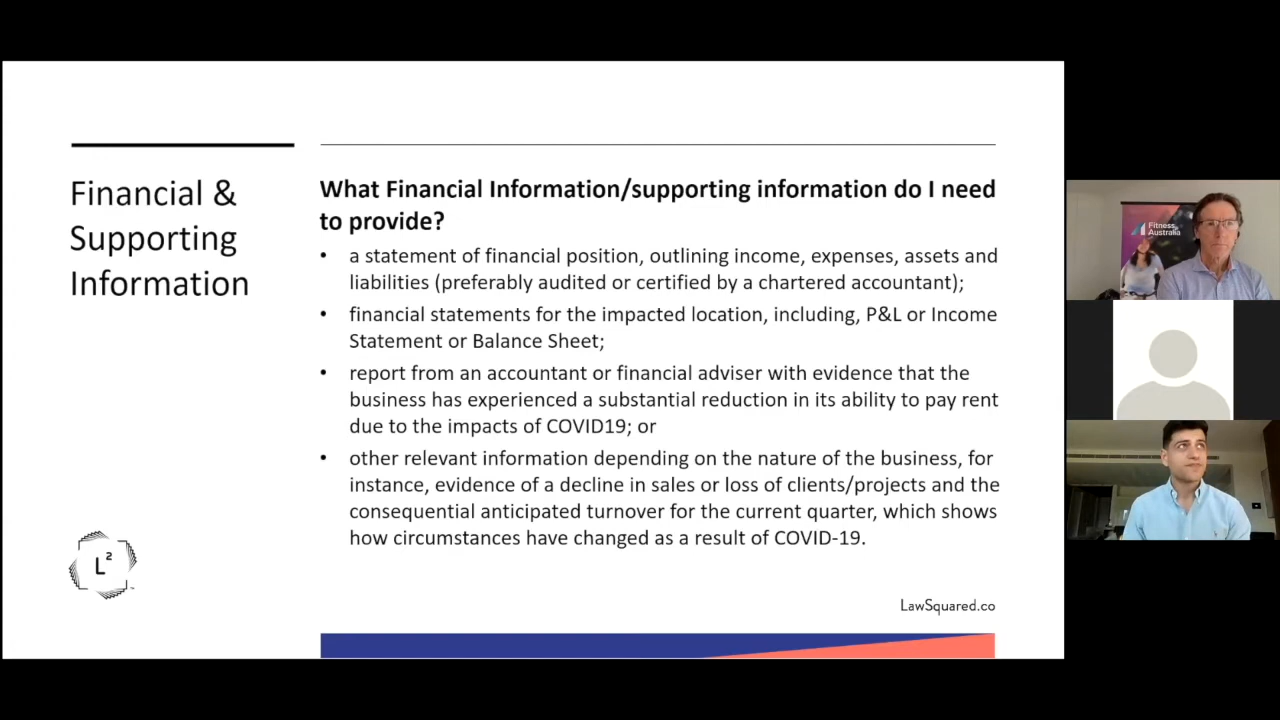 Financial &
Supporting
Information
What Financial Information/supporting information do I need
to provide?
• a statement of financial position, outlining income, expenses, assets and
liabilities (preferably audited or certified by a chartered accountant);
• financial statements for the impacted location, including, P&L or Income
Statement or Balance Sheet;
• report from an accountant or financial adviser with evidence that the
business has experienced a substantial reduction in its ability to pay rent
due to the impacts of COVID19; or
• other relevant information depending on the nature of the business, for
instance, evidence of a decline in sales or loss of clients/projects and the
consequential anticipated turnover for the current quarter, which shows
how circumstances have changed as a result of COVID-19.
L²
LawSquared.co
Fitness
Australia